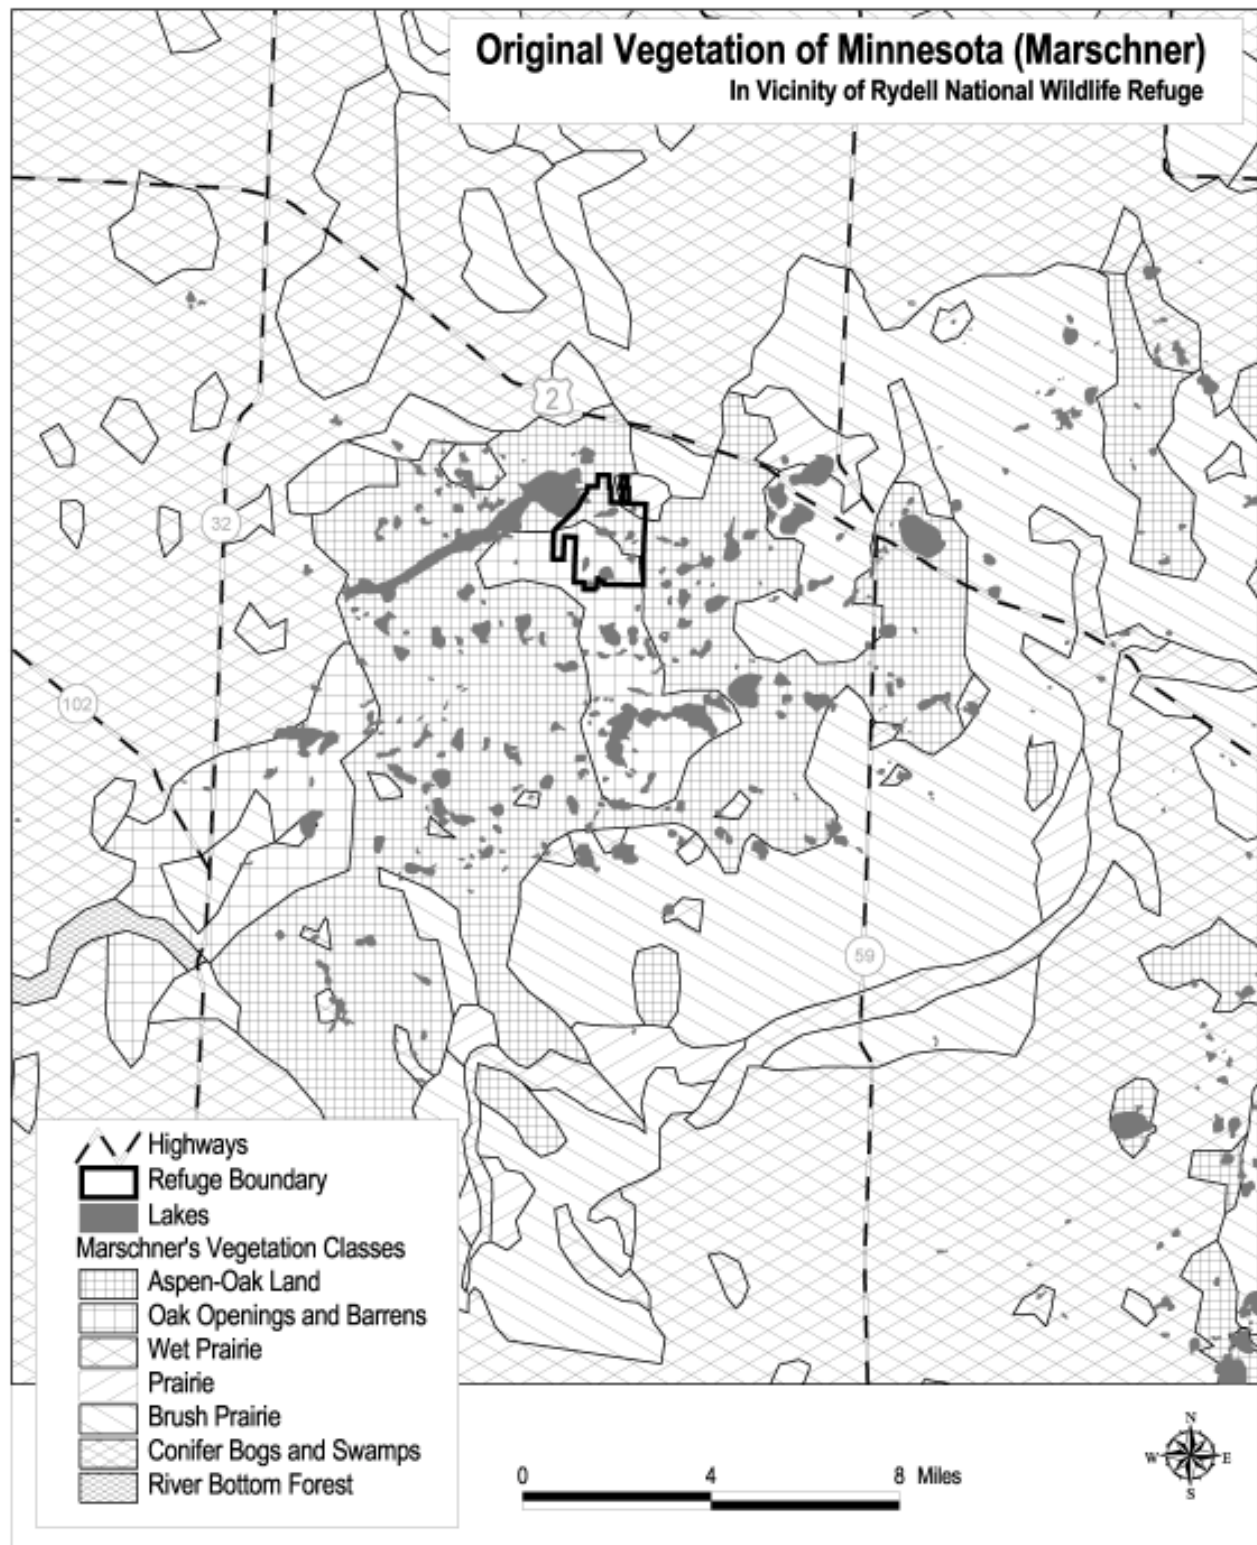 Original Vegetation of Minnesota (Marschner)
In Vicinity of Rydell National Wildlife Refuge
2
32
102
59
Highways
Refuge Boundary
Lakes
Marschner's Vegetation Classes
Aspen-Oak Land
Oak Openings and Barrens
Wet Prairie
Prairie
Brush Prairie
Conifer Bogs and Swamps
River Bottom Forest
0 4 8 Miles
N
W E
S